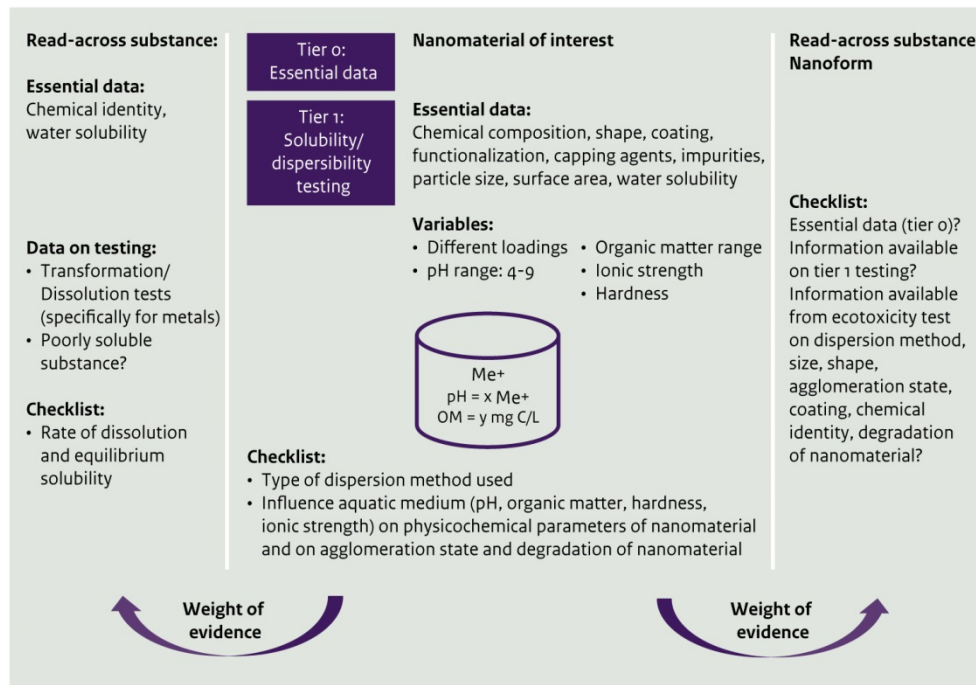 Read-across substance:
Essential data:
Chemical identity,
water solubility
Data on testing:
• Transformation/
Dissolution tests
(specifically for metals)
• Poorly soluble
substance?
Checklist:
• Rate of dissolution
and equilibrium
solubility
Tier 0:
Essential data
Tier 1:
Solubility/
dispersibility
testing
Nanomaterial of interest
Essential data:
Chemical composition, shape, coating,
functionalization, capping agents, impurities,
particle size, surface area, water solubility
Variables:
• Different loadings
• pH range: 4-9
• Organic matter range
• Ionic strength
• Hardness
Me+
pH = x Me+
OM = y mg C/L
Checklist:
• Type of dispersion method used
• Influence aquatic medium (pH, organic matter, hardness,
ionic strength) on physicochemical parameters of nanomaterial
and on agglomeration state and degradation of nanomaterial
Read-across substance
Nanoform
Checklist:
Essential data (tier 0)?
Information available
on tier 1 testing?
Information available
from ecotoxicity test
on dispersion method,
size, shape,
agglomeration state,
coating, chemical
identity, degradation
of nanomaterial?
Weight of
evidence
Weight of
evidence